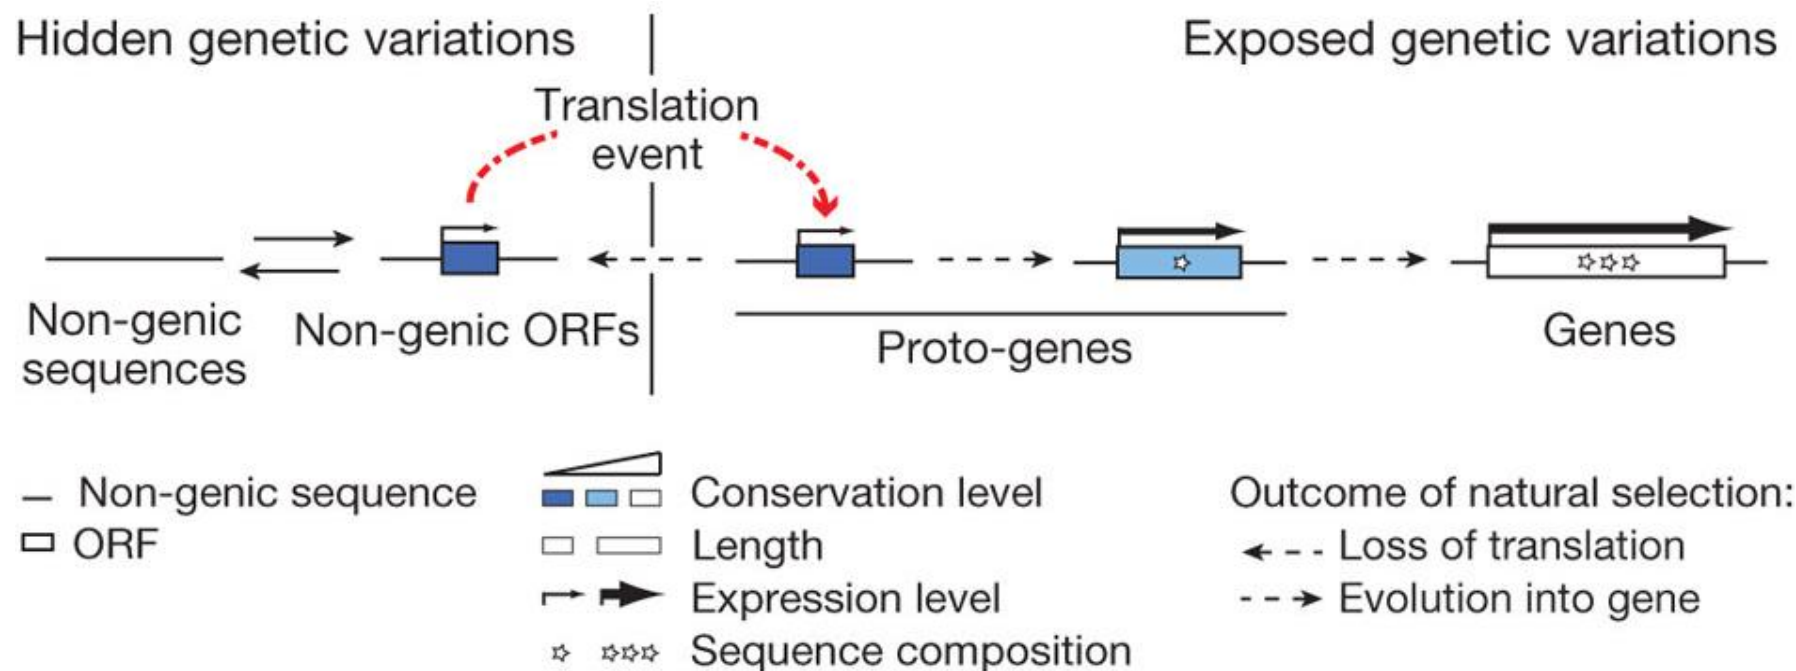 Hidden genetic variations
Exposed genetic variations
Translation
event
Non-genic
sequences
Non-genic ORFs
Proto-genes
Genes
Non-genic sequence
ORF
Conservation level
Length
Expression level
Sequence composition
Outcome of natural selection:
Loss of translation
Evolution into gene